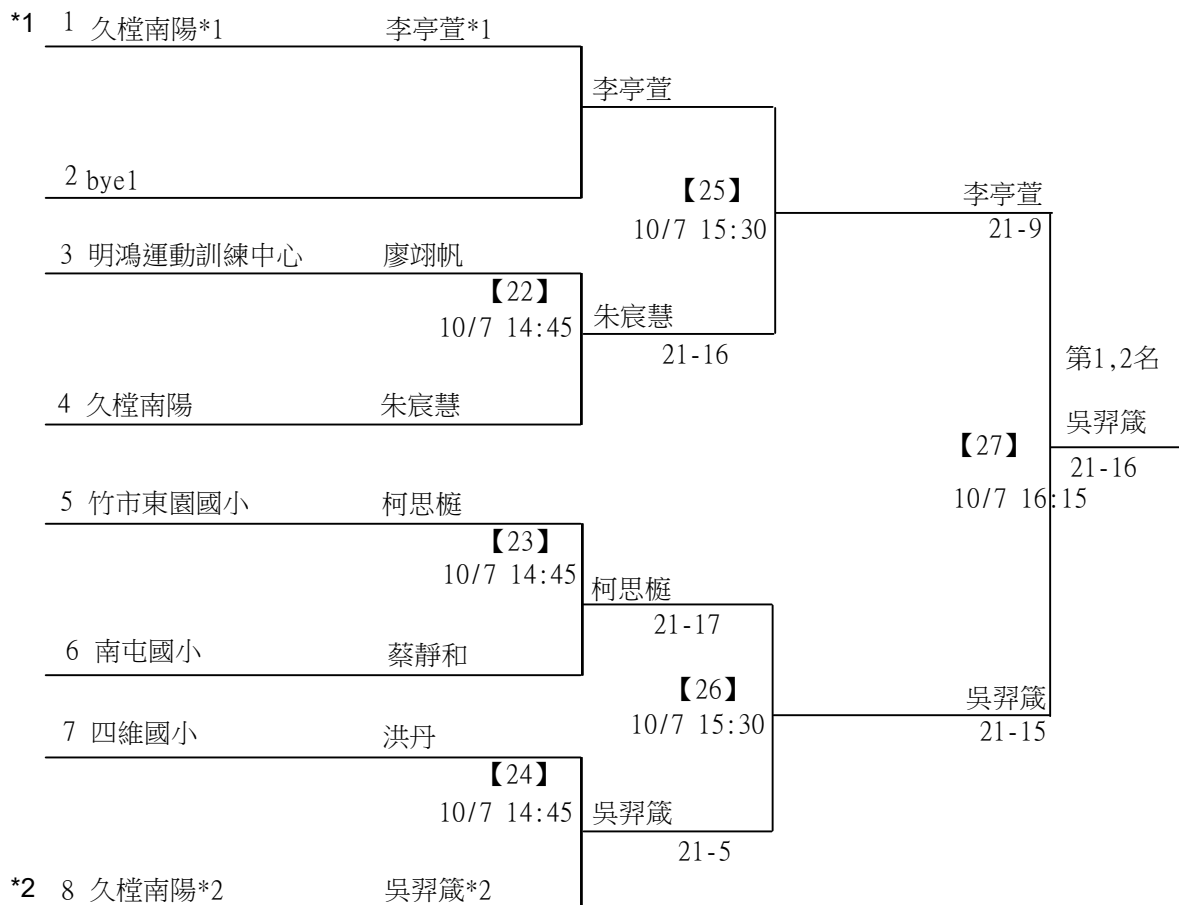 *1 1 久樘南陽*1 李亭萱*1
李亭萱
2 bye1
【25】
10/7 15:30
李亭萱
21-9
3 明鴻運動訓練中心 廖翊帆
【22】
10/7 14:45
朱宸慧
21-16
4 久樘南陽 朱宸慧
第1,2名
吳羿箴
21-16
【27】
10/7 16:15
5 竹市東園國小 柯思榳
【23】
10/7 14:45
柯思榳
21-17
6 南屯國小 蔡靜和
【26】
10/7 15:30
吳羿箴
21-15
7 四維國小 洪丹
【24】
10/7 14:45
吳羿箴
21-5
*2 8 久樘南陽*2 吳羿箴*2